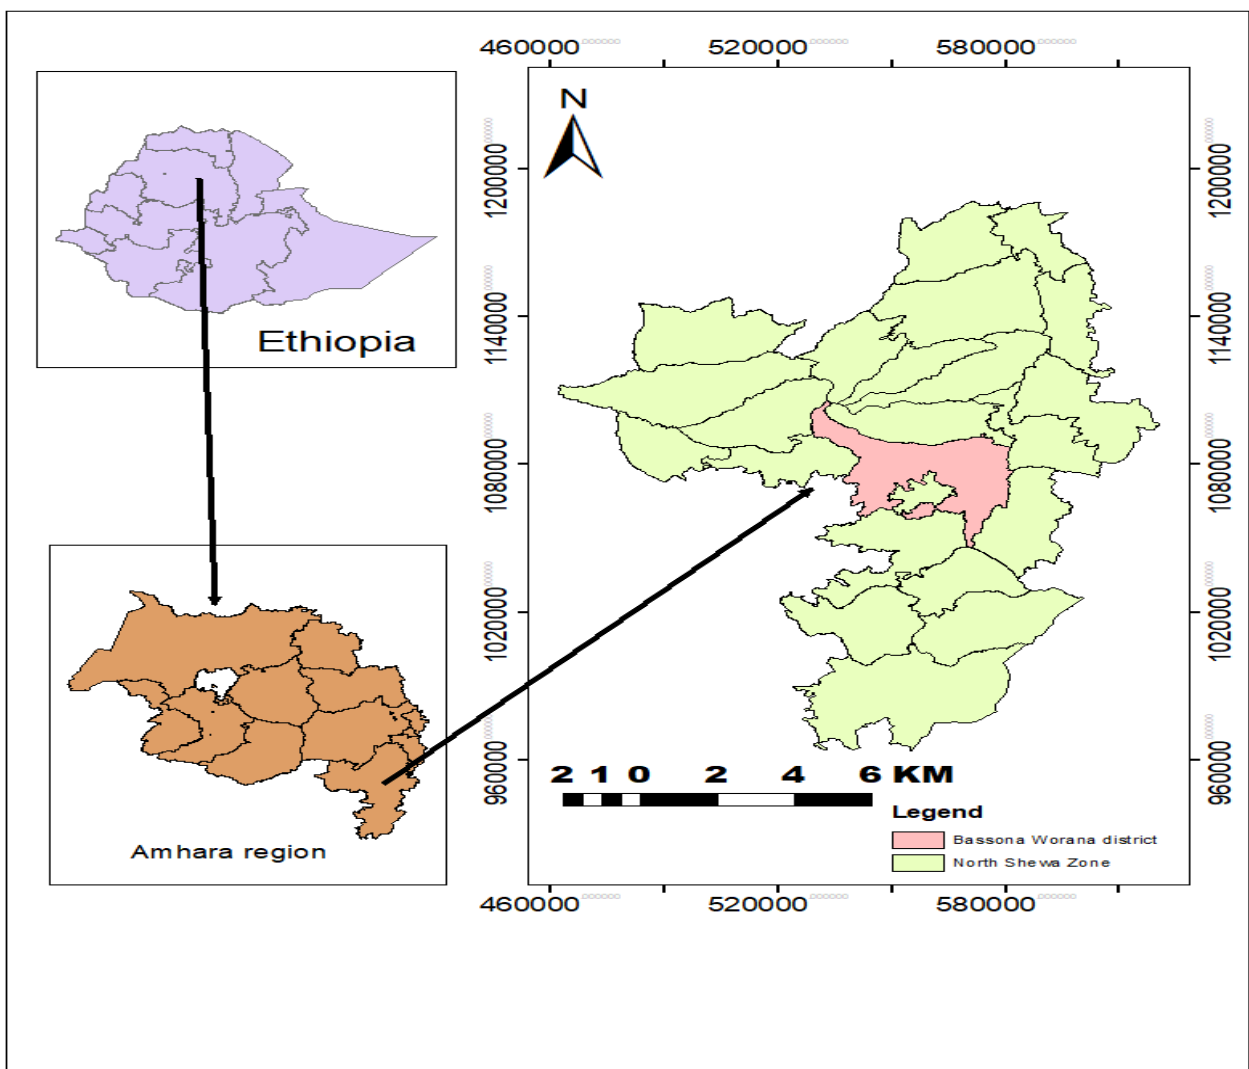 460000 520000 580000
N
1200000 1200000
1140000 1140000
Ethiopia
1080000 1080000
1020000 1020000
960000 960000
2 1 0 2 4 6 KM
Legend
Bassona Worana district
North Shewa Zone
Amhara region
460000 520000 580000